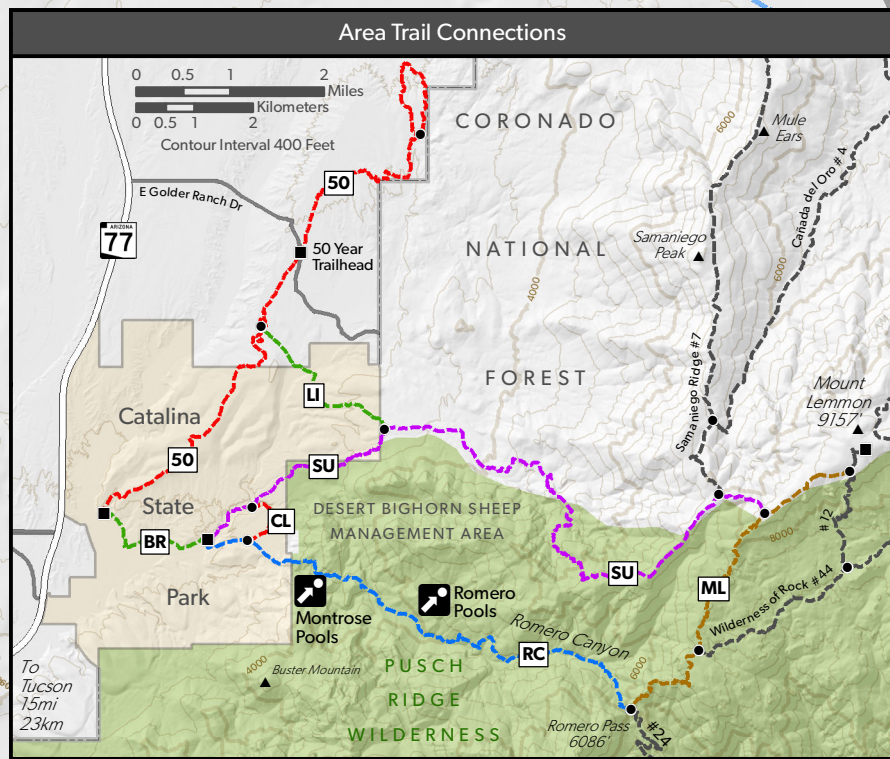 Area Trail Connections
0 0.5 1 2
Miles
Kilometers
0 0.5 1 2
Contour Interval 400 Feet
CORONADO
6000
Mule
Ears
50
E Golder Ranch Dr
Cañada del Oro #4
ARIZONA
77
50 Year
Trailhead
NATIONAL
Samaniego
Peak
6000
4000
Samaniego Ridge #7
FOREST
Mount
Lemmon
9157'
LI
Catalina
50
SU
State
CL
DESERT BIGHORN SHEEP
MANAGEMENT AREA
#12
8000
BR
SU
ML
Wilderness of Rock #44
Park
Montrose
Pools
Romero
Pools
Romero Canyon
RC
To
Tucson
15mi
23km
4000
Buster Mountain
PUSCH
RIDGE
WILDERNESS
6000
Romero Pass
6086'
#24